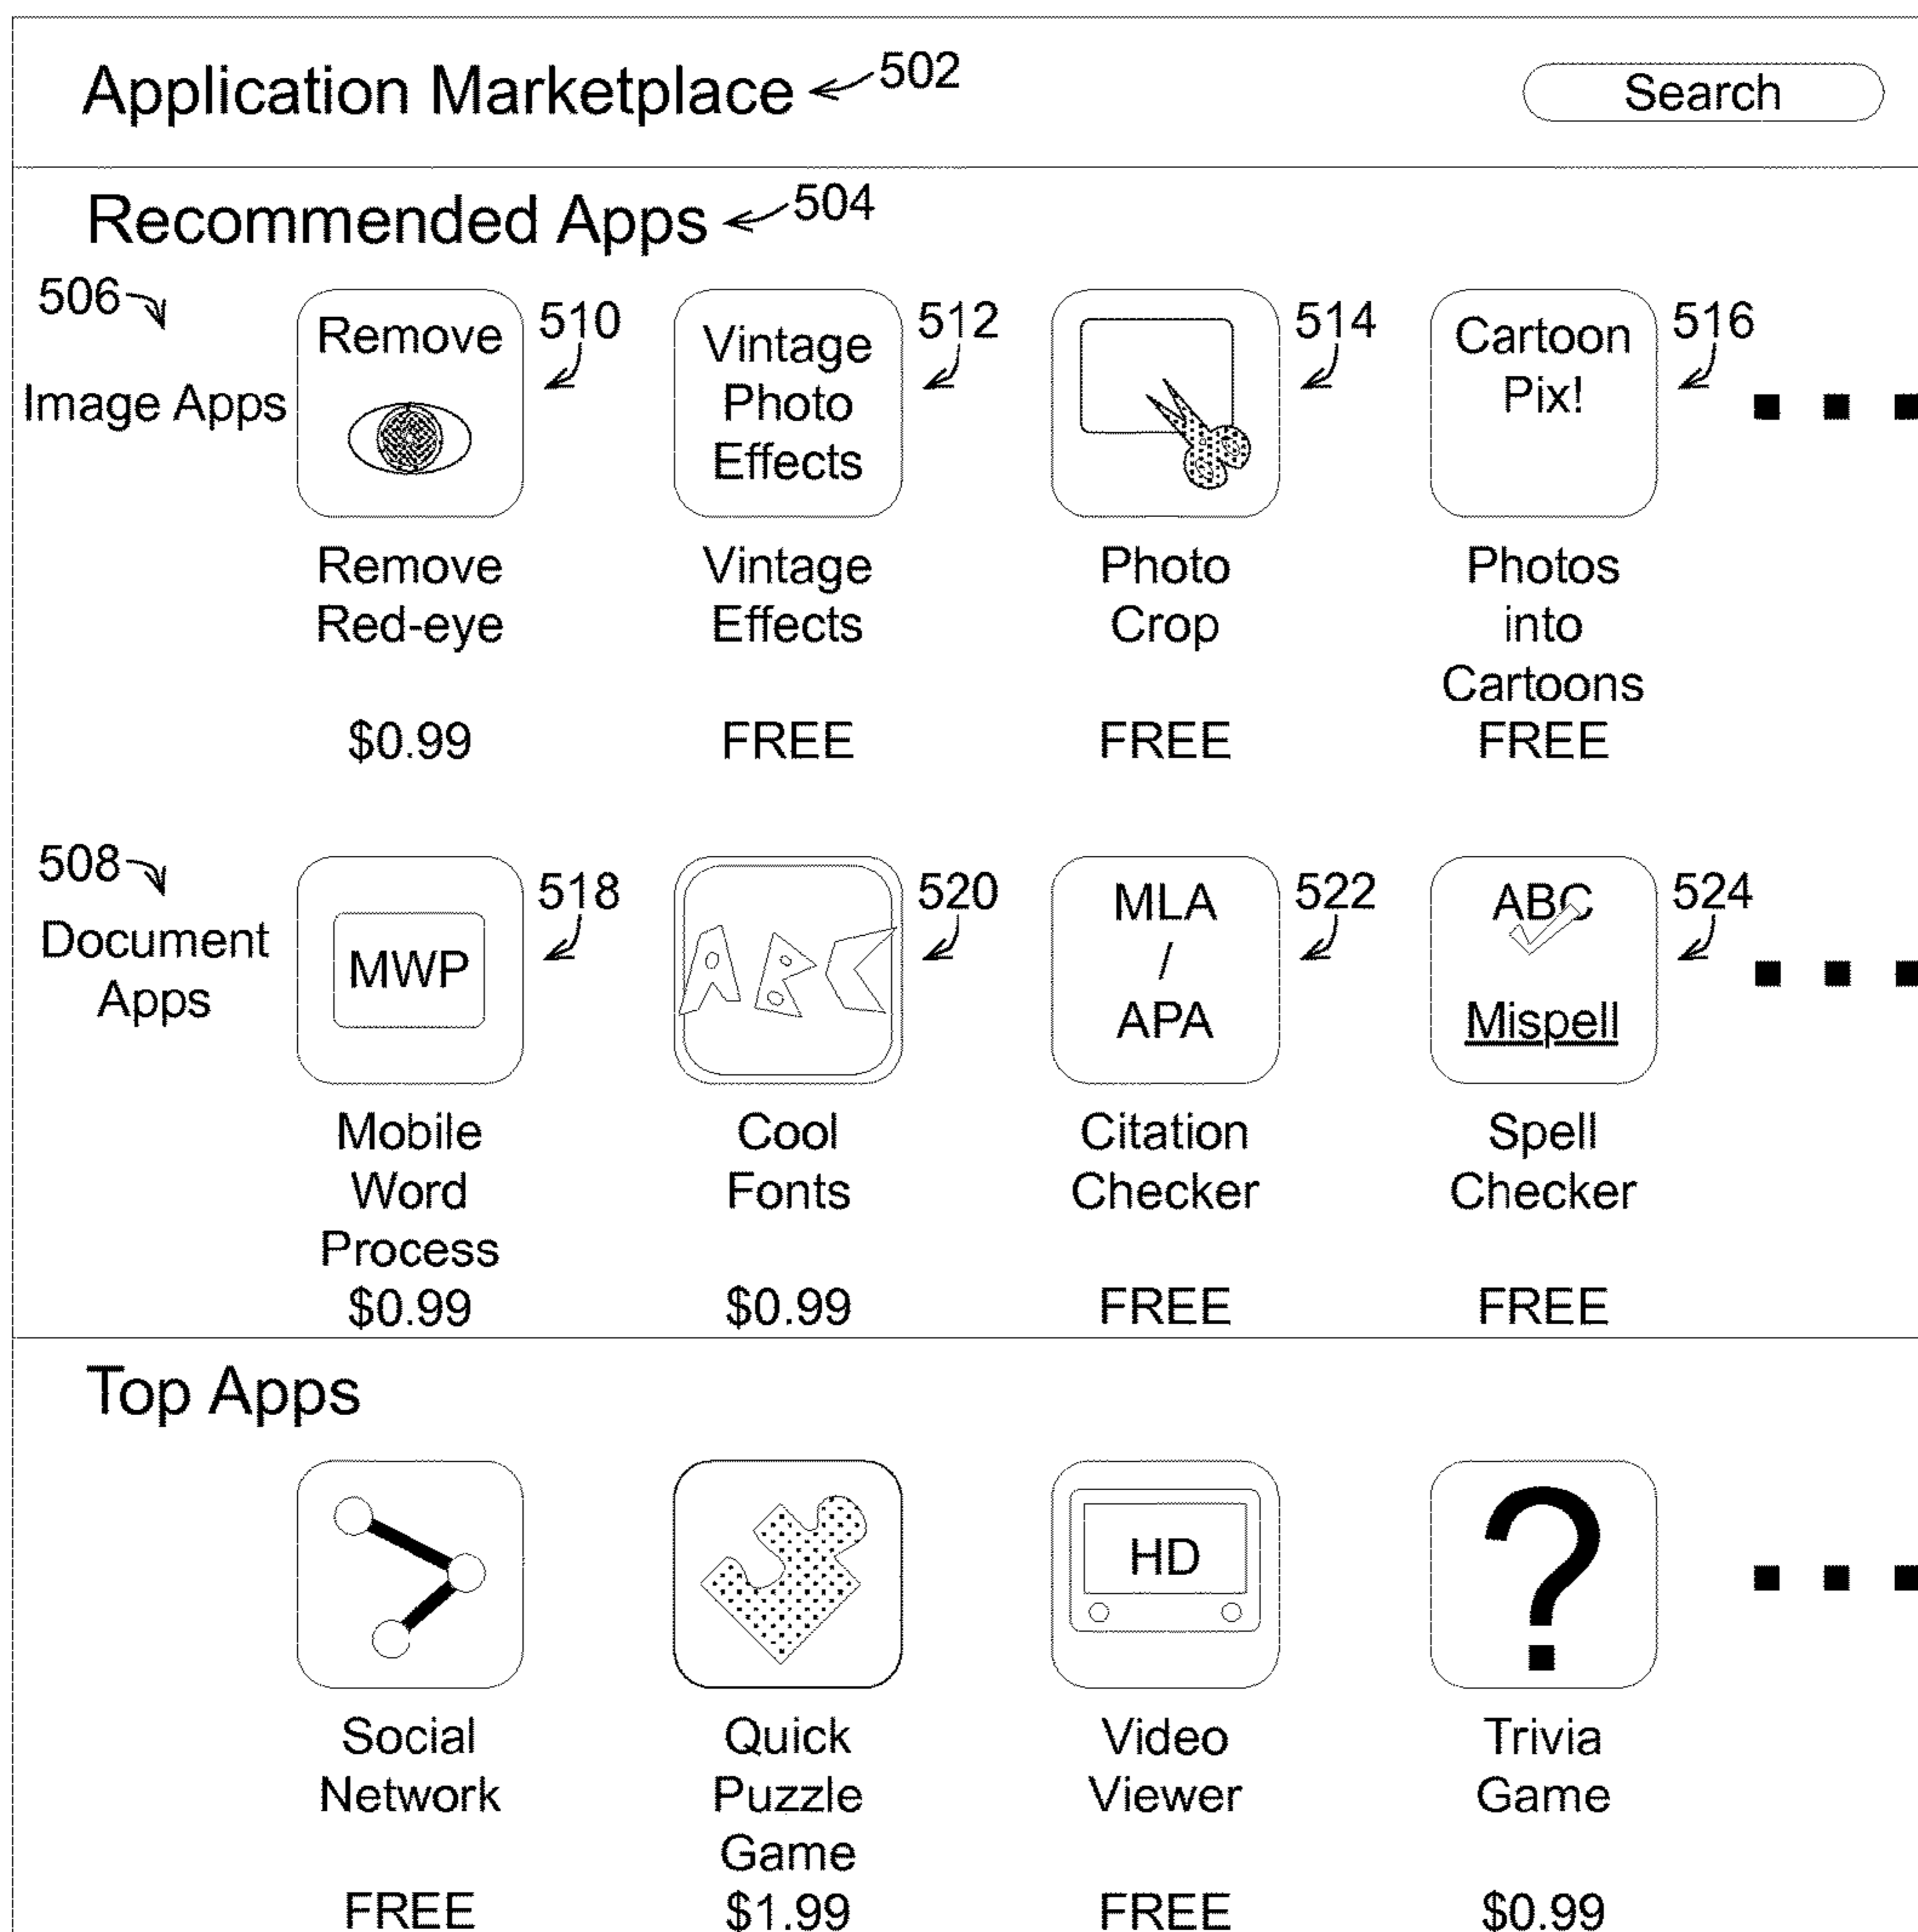 Application Marketplace 502 Search
Recommended Apps 504
506
Image Apps
Remove 510
Vintage Photo Effects 512
514
Cartoon Pix! 516
Remove Red-eye
Vintage Effects
Photo Crop
Photos into Cartoons
$0.99 FREE FREE FREE
508
Document Apps
MWP 518
ABC 520
MLA / APA 522
ABC Mispell 524
Mobile Word Process
Cool Fonts
Citation Checker
Spell Checker
$0.99 $0.99 FREE FREE
Top Apps
HD
?
Social Network
Quick Puzzle Game
Video Viewer
Trivia Game
FREE $1.99 FREE $0.99